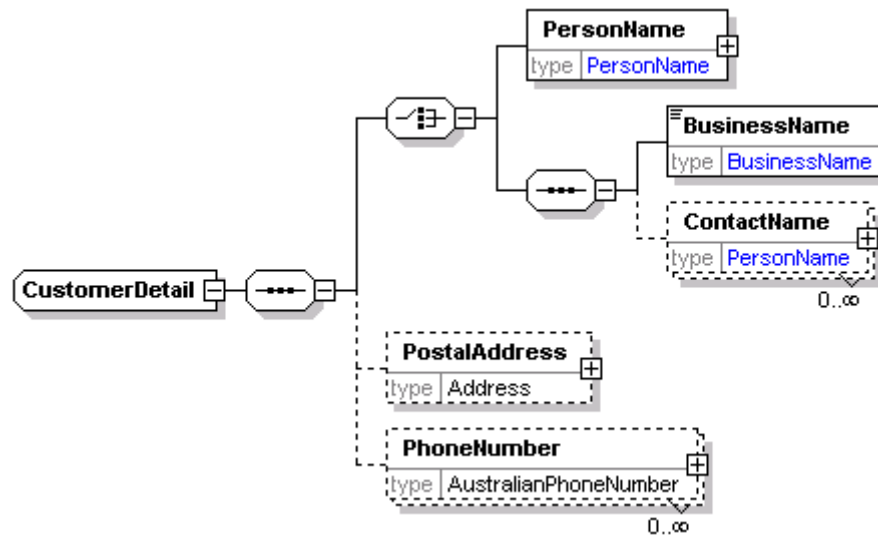 PersonName
type PersonName
BusinessName
type BusinessName
ContactName
type PersonName
0..∞
CustomerDetail
PostalAddress
type Address
PhoneNumber
type AustralianPhoneNumber
0..∞